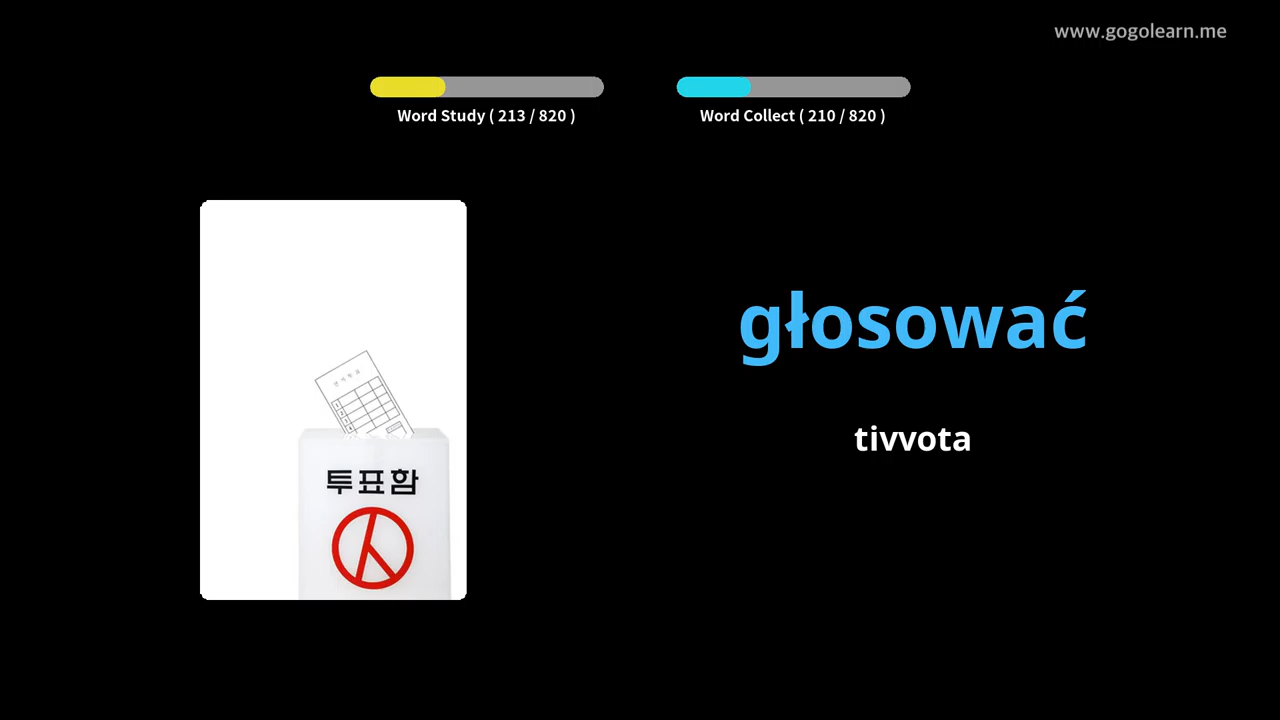 www.gogolearn.me
Word Study ( 213 / 820 )
Word Collect ( 210 / 820 )
głosować
tivvota
투표함